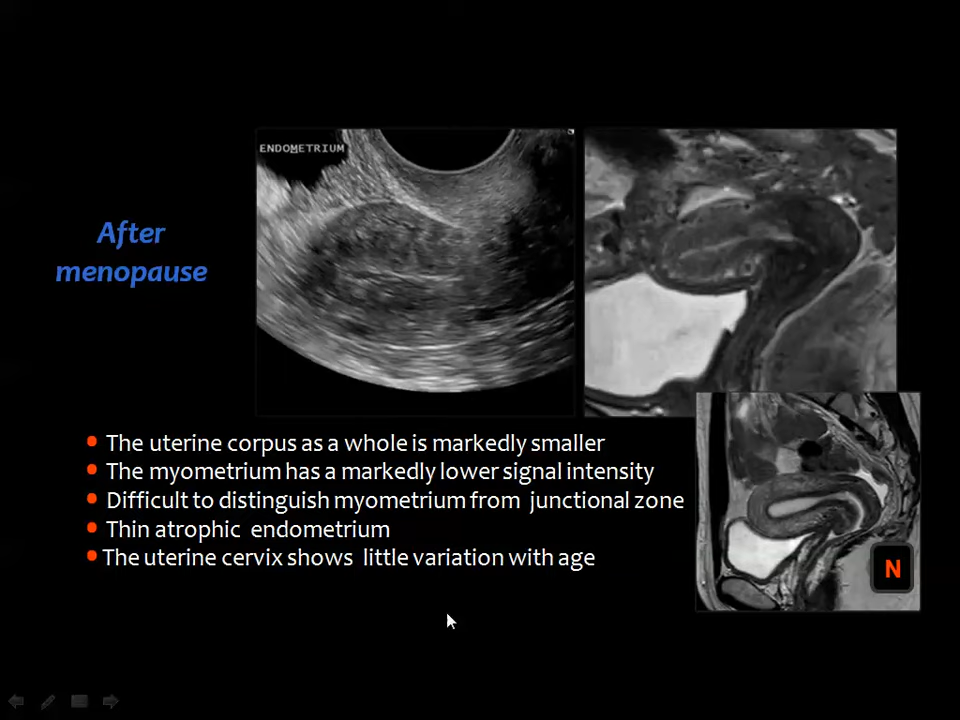 ENDOMETRIUM
After
menopause
• The uterine corpus as a whole is markedly smaller
• The myometrium has a markedly lower signal intensity
• Difficult to distinguish myometrium from junctional zone
• Thin atrophic endometrium
• The uterine cervix shows little variation with age
N